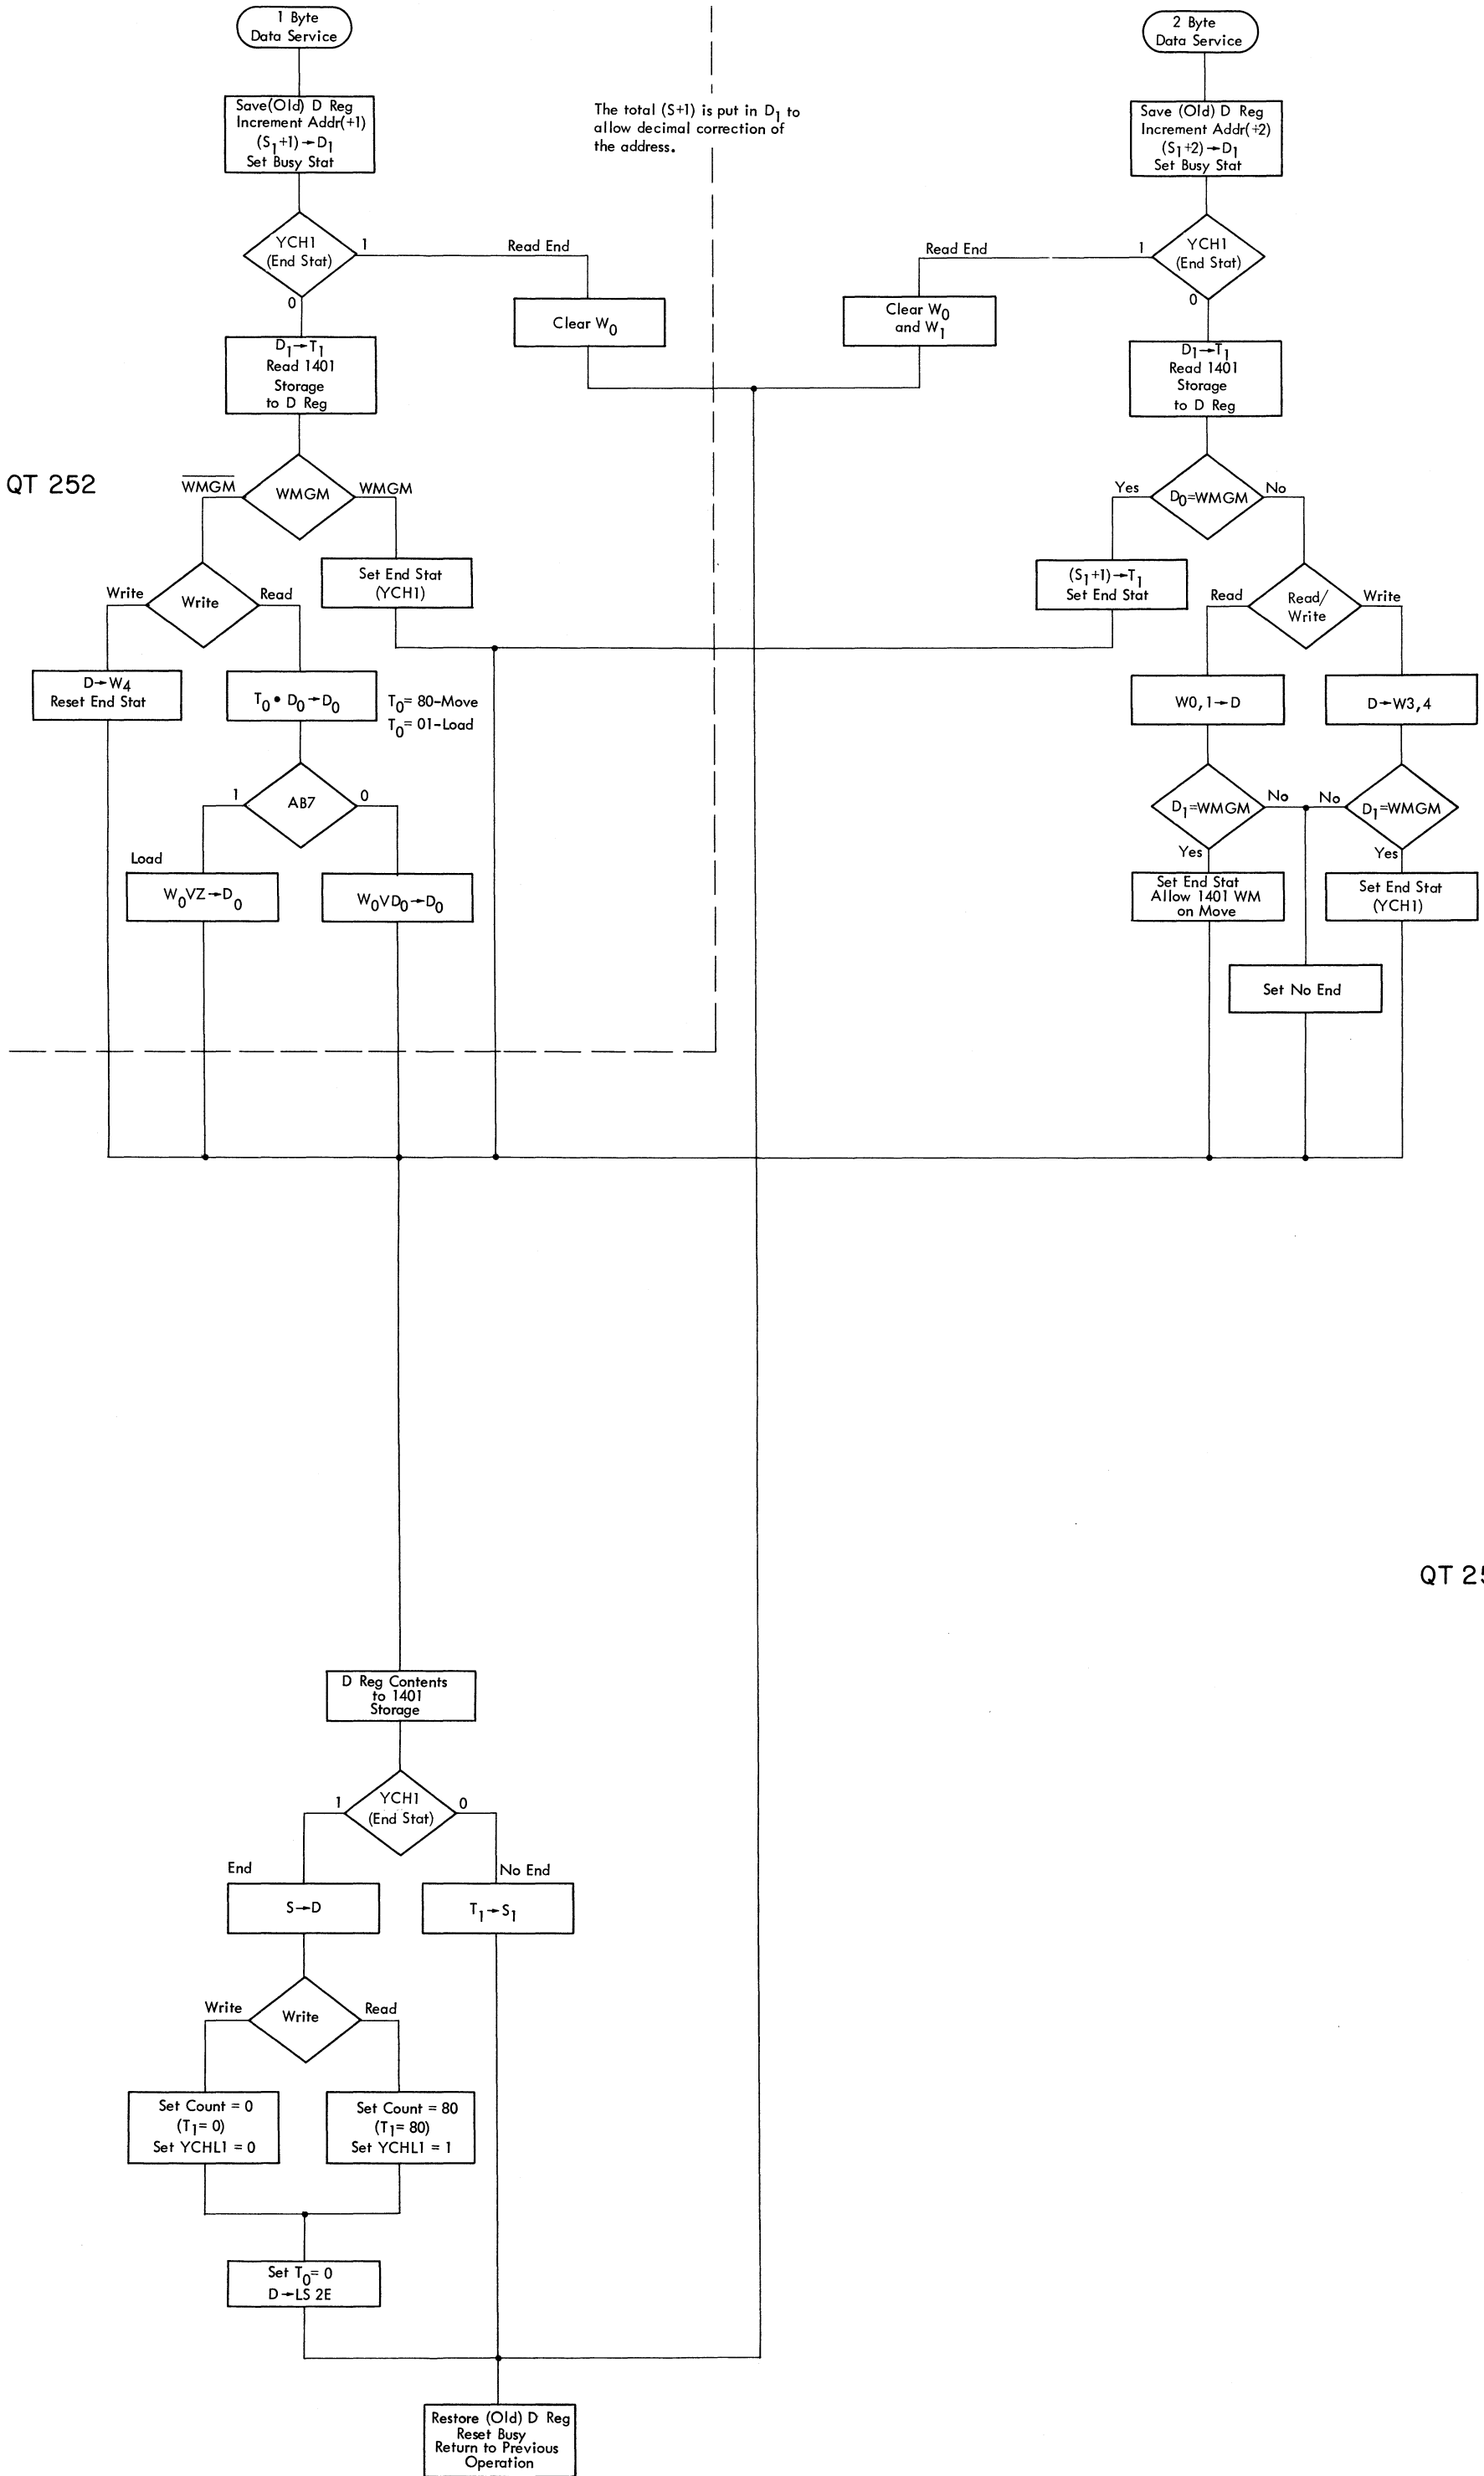 1 Byte
Data Service
Save(Old) D Reg
Increment Addr(+1)
(S1+1)→D1
Set Busy Stat
The total (S+1) is put in D1 to
allow decimal correction of
the address.
2 Byte
Data Service
Save (Old) D Reg
Increment Addr(+2)
(S1+2)→D1
Set Busy Stat
YCH1
(End Stat)
1
0
Read End
Clear W0
Read End
Clear W0
and W1
1
YCH1
(End Stat)
0
D1→T1
Read 1401
Storage
to D Reg
D1→T1
Read 1401
Storage
to D Reg
QT 252
W̅M̅G̅M̅
WMGM
WMGM
Set End Stat
(YCH1)
Yes
D0=WMGM
No
(S1+1)→T1
Set End Stat
Write
Write
Read
Read
Read/
Write
Write
D→W4
Reset End Stat
T0 • D0→D0
T0= 80-Move
T0= 01-Load
W0,1→D
D→W3,4
1
AB7
0
D1=WMGM
No
No
D1=WMGM
Yes
Yes
Load
W0VZ→D0
W0VD0→D0
Set End Stat
Allow 1401 WM
on Move
Set End Stat
(YCH1)
Set No End
QT 25
D Reg Contents
to 1401
Storage
1
YCH1
(End Stat)
0
End
No End
S→D
T1→S1
Write
Write
Read
Set Count = 0
(T1= 0)
Set YCHL1 = 0
Set Count = 80
(T1= 80)
Set YCHL1 = 1
Set T0= 0
D→LS 2E
Restore (Old) D Reg
Reset Busy
Return to Previous
Operation